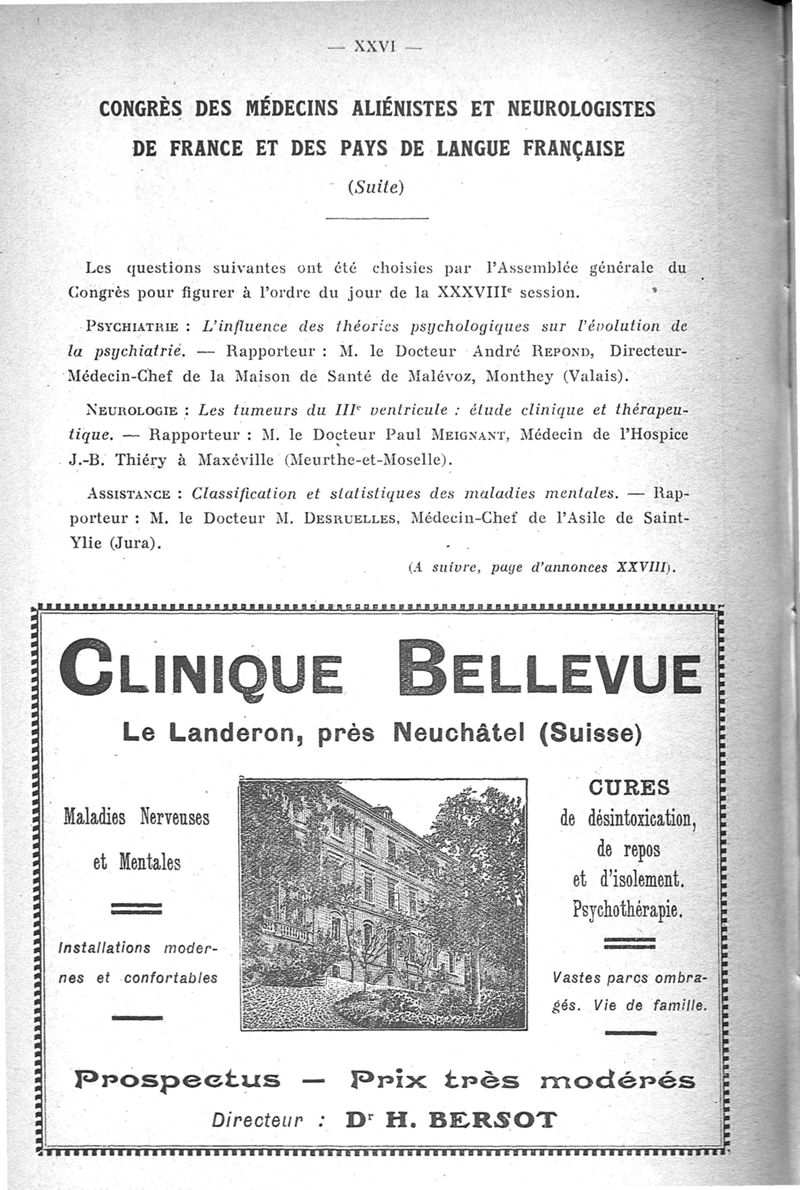 — XXVI —
CONGRÈS DES MÉDECINS ALIÉNISTES ET NEUROLOGISTES
DE FRANCE ET DES PAYS DE LANGUE FRANÇAISE
(Suite)
Les questions suivantes ont été choisies par l'Assemblée générale du
Congrès pour figurer à l'ordre du jour de la XXXVIIIe session.
PSYCHIATRIE : L'influence des théories psychologiques sur l'évolution de
la psychiatrie. — Rapporteur : M. le Docteur André REPOND, Directeur-
Médecin-Chef de la Maison de Santé de Malévoz, Monthey (Valais).
NEUROLOGIE : Les tumeurs du IIIe ventricule : étude clinique et thérapeu-
tique. — Rapporteur : M. le Docteur Paul MEIGNANT, Médecin de l'Hospice
J.-B. Thiéry à Maxéville (Meurthe-et-Moselle).
ASSISTANCE : Classification et statistiques des maladies mentales. — Rap-
porteur : M. le Docteur M. DESRUELLES, Médecin-Chef de l'Asile de Saint-
Ylie (Jura).
(A suivre, page d'annonces XXVIII).
CLINIQUE BELLEVUE
Le Landeron, près Neuchâtel (Suisse)
Maladies Nerveuses
et Mentales
Installations moder-
nes et confortables
CURES
de désintoxication,
de repos
et d'isolement.
Psychothérapie.
Vastes parcs ombra-
gés. Vie de famille.
Prospectus — Prix très modérés
Directeur : Dr H. BERSOT